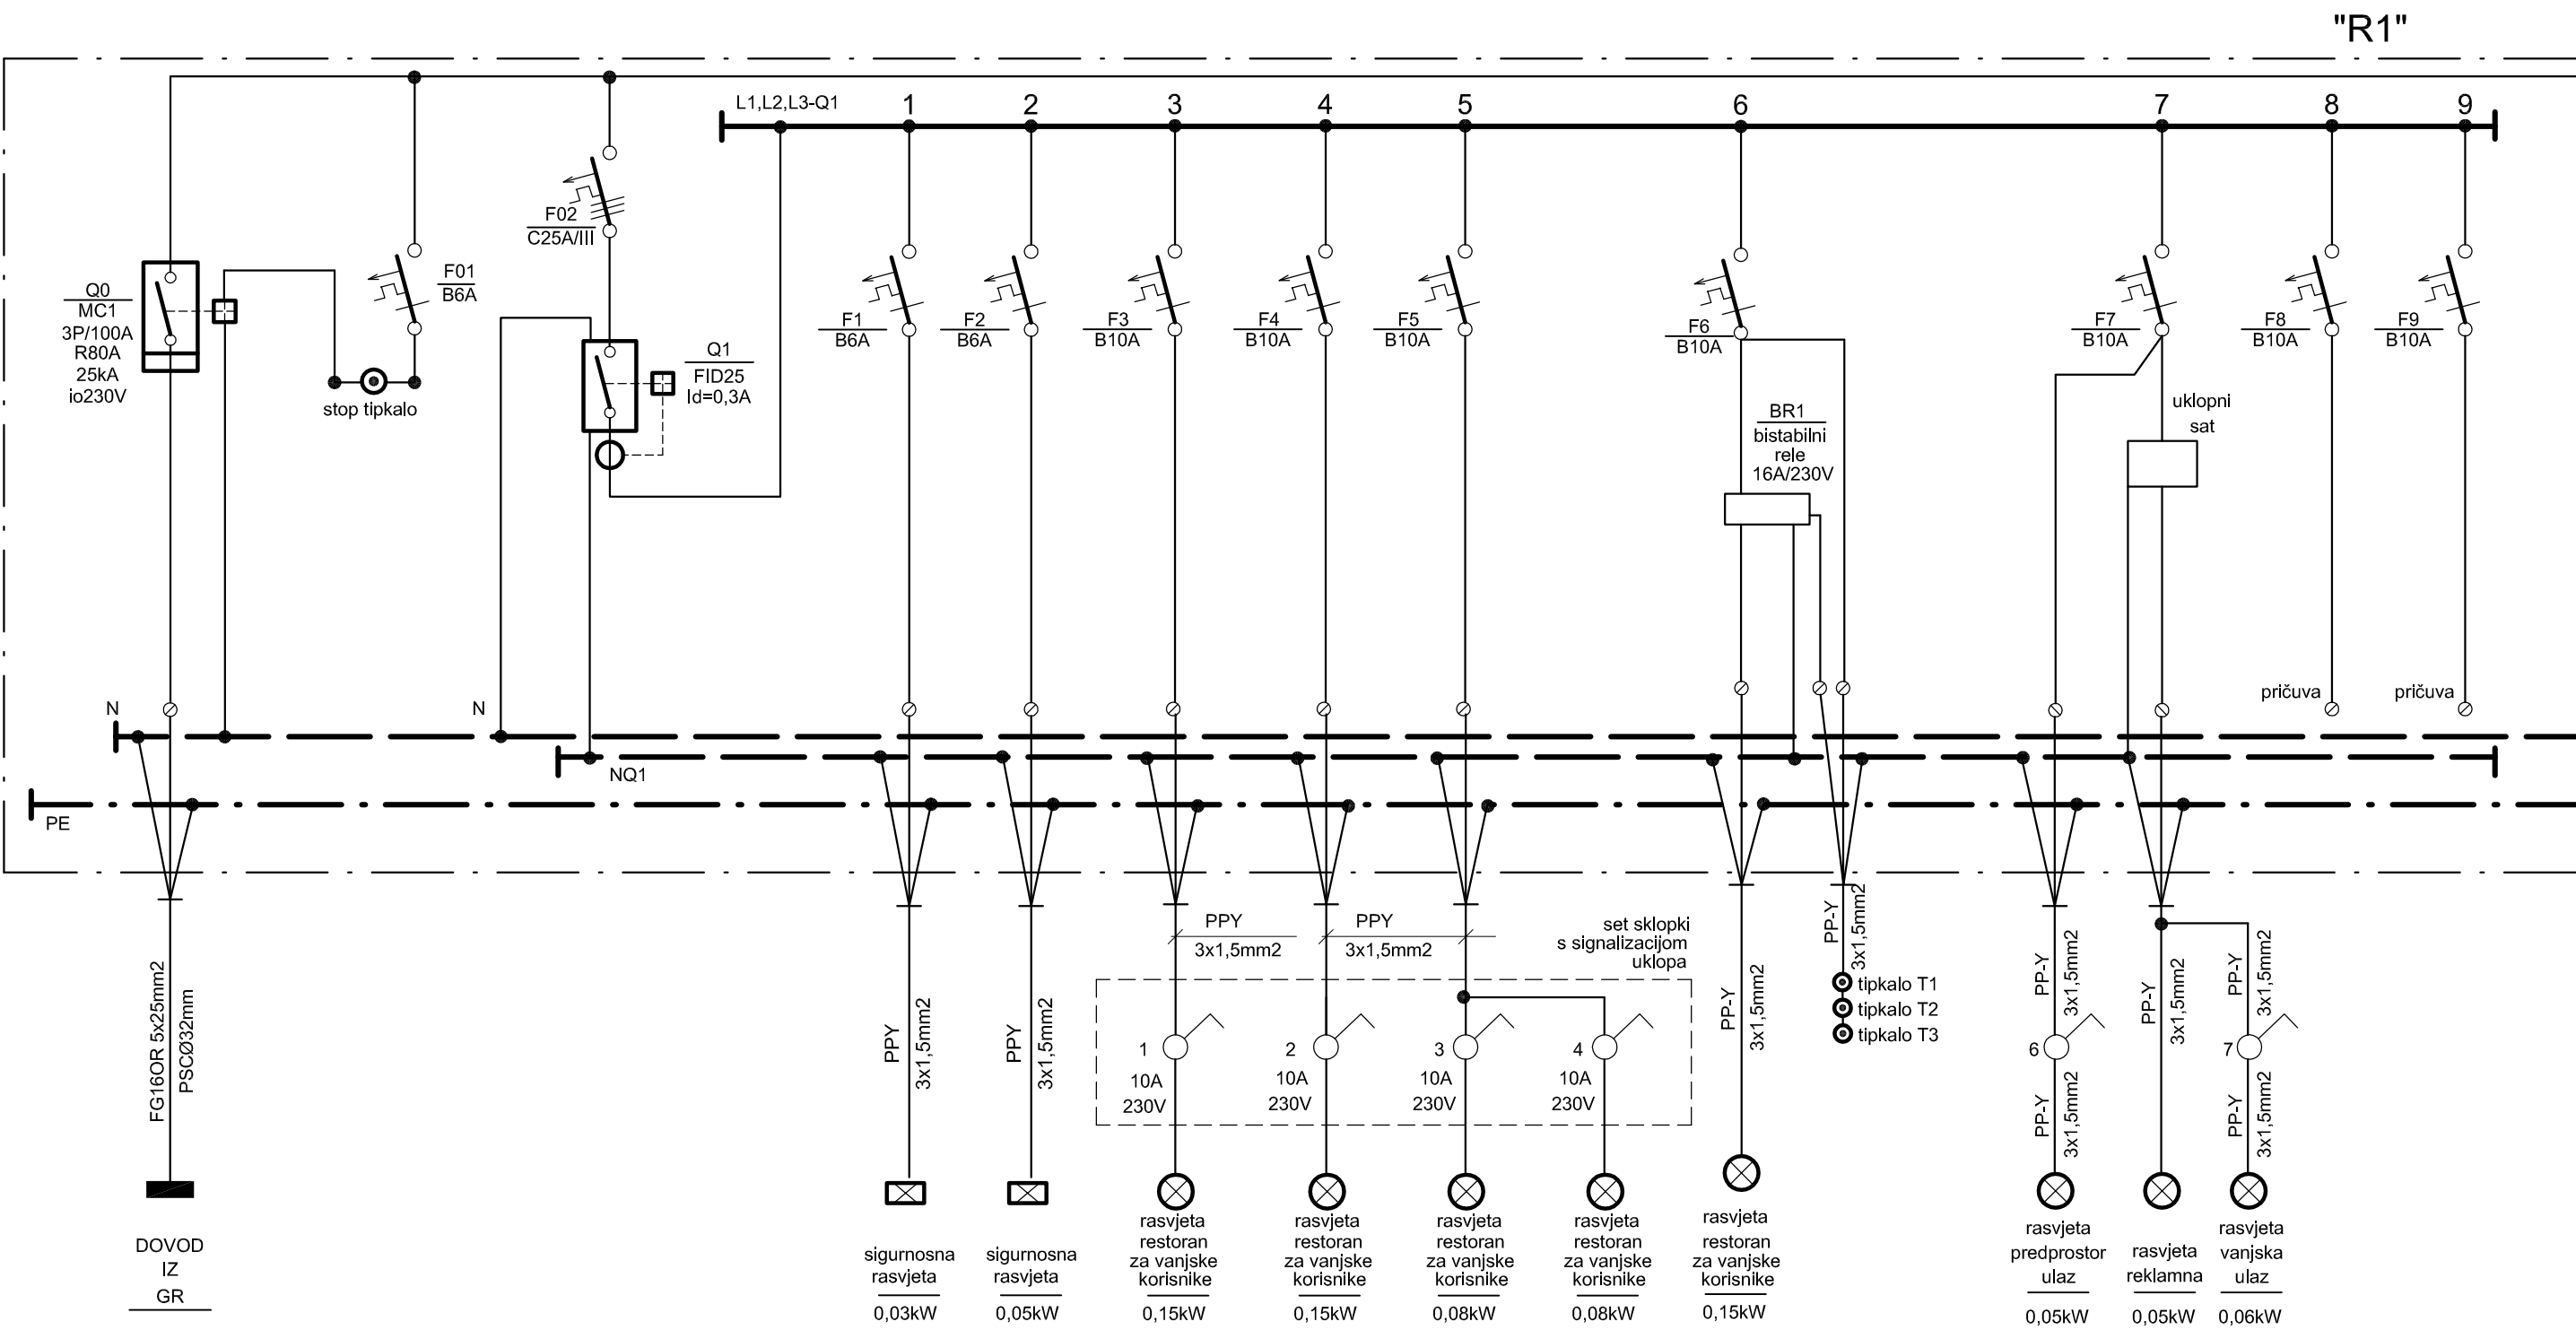 "R1"
L1,L2,L3-Q1
1
2
3
4
5
6
7
8
9
Q0
MC1
3P/100A
R80A
25kA
io230V
F01
B6A
stop tipkalo
F02
C25A/III
Q1
FID25
Id=0,3A
F1
B6A
F2
B6A
F3
B10A
F4
B10A
F5
B10A
F6
B10A
BR1
bistabilni
rele
16A/230V
F7
B10A
uklopni
sat
F8
B10A
F9
B10A
pričuva
pričuva
N
N
NQ1
PE
FG16OR 5x25mm2
PSCØ32mm
PPY
3x1,5mm2
PPY
3x1,5mm2
PPY
3x1,5mm2
PPY
3x1,5mm2
set sklopki
s signalizacijom
uklopa
1
10A
230V
2
10A
230V
3
10A
230V
4
10A
230V
PP-Y
3x1,5mm2
PP-Y
3x1,5mm2
tipkalo T1
tipkalo T2
tipkalo T3
PP-Y
3x1,5mm2
6
PP-Y
3x1,5mm2
PP-Y
3x1,5mm2
PP-Y
3x1,5mm2
7
PP-Y
3x1,5mm2
DOVOD
IZ
GR
sigurnosna
rasvjeta
0,03kW
sigurnosna
rasvjeta
0,05kW
rasvjeta
restoran
za vanjske
korisnike
0,15kW
rasvjeta
restoran
za vanjske
korisnike
0,15kW
rasvjeta
restoran
za vanjske
korisnike
0,08kW
rasvjeta
restoran
za vanjske
korisnike
0,08kW
rasvjeta
restoran
za vanjske
korisnike
0,15kW
rasvjeta
predprostor
ulaz
0,05kW
rasvjeta
reklamna
0,05kW
rasvjeta
vanjska
ulaz
0,06kW